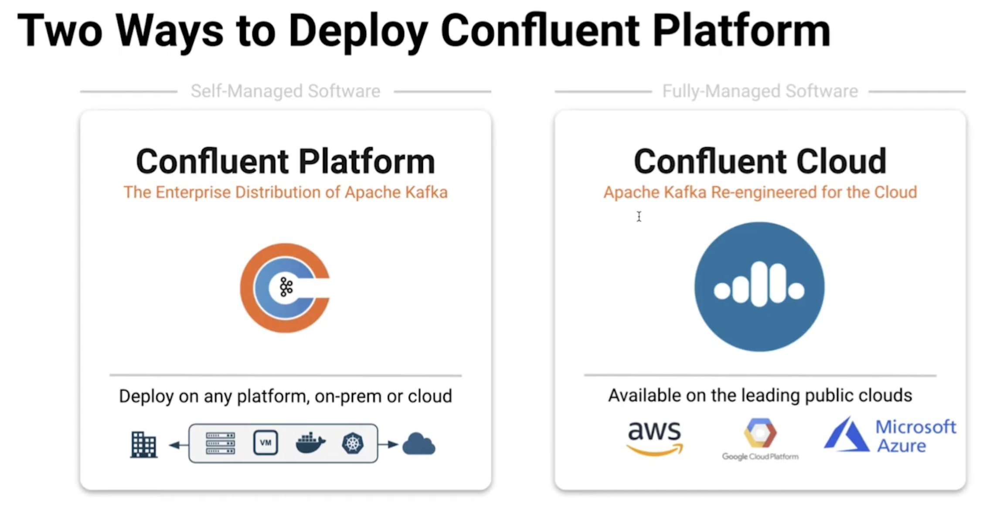 Two Ways to Deploy Confluent Platform
Self-Managed Software
Confluent Platform
The Enterprise Distribution of Apache Kafka
Deploy on any platform, on-prem or cloud
VM
Fully-Managed Software
Confluent Cloud
Apache Kafka Re-engineered for the Cloud
Available on the leading public clouds
aws
Google Cloud Platform
Microsoft
Azure